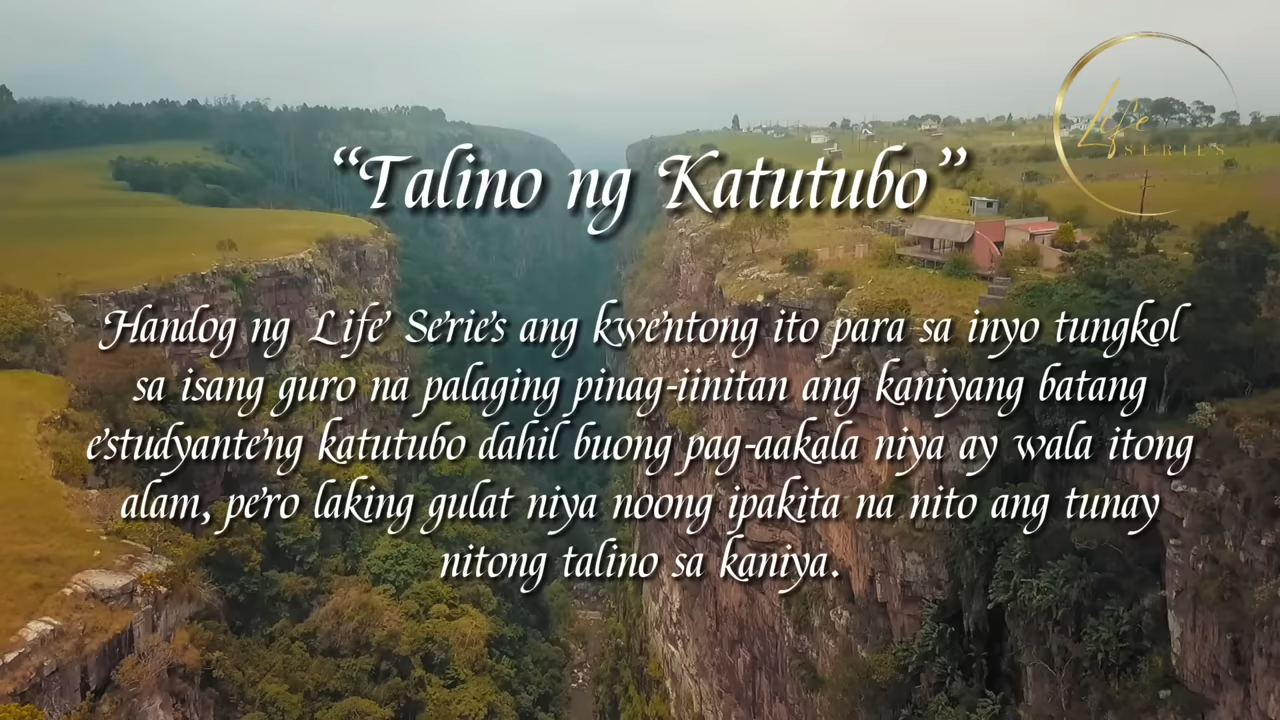 “Talino ng Katutubo”
Life
SERIES
Handog ng Life Series ang kwentong ito para sa inyo tungkol
sa isang guro na palaging pinag-iinitan ang kaniyang batang
estudyanteng katutubo dahil buong pag-aakala niya ay wala itong
alam, pero laking gulat niya noong ipakita na nito ang tunay
nitong talino sa kaniya.